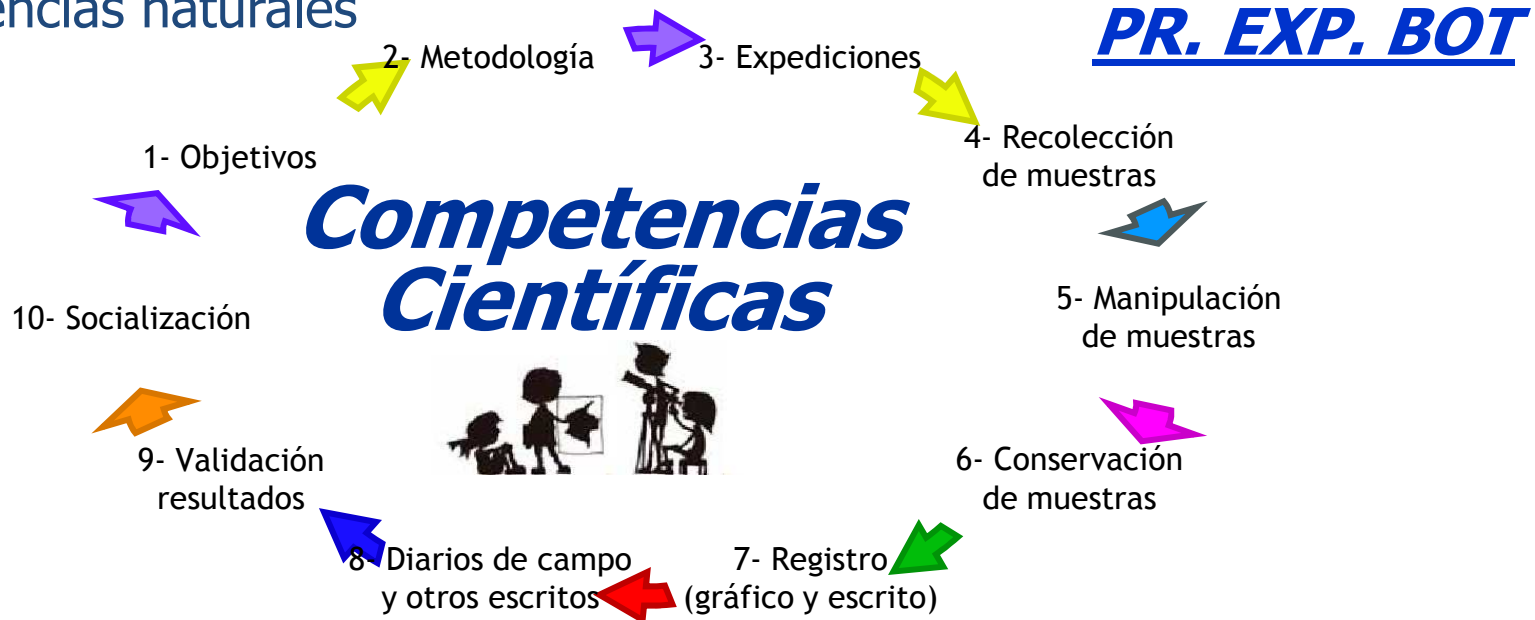 encias naturales
PR. EXP. BOT
2- Metodología
3- Expediciones
1- Objetivos
4- Recolección
de muestras
Competencias
Científicas
10- Socialización
5- Manipulación
de muestras
9- Validación
resultados
6- Conservación
de muestras
8- Diarios de campo
y otros escritos
7- Registro
(gráfico y escrito)